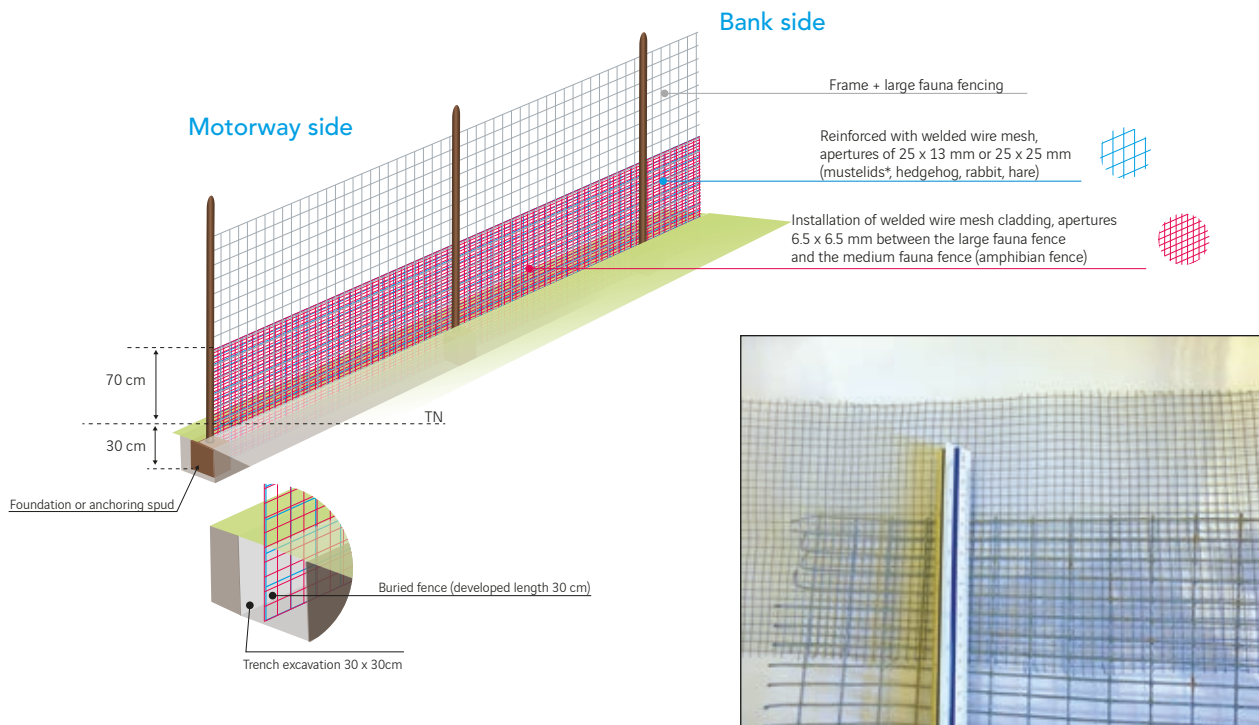 Bank side
Motorway side
Frame + large fauna fencing
Reinforced with welded wire mesh,
apertures of 25 x 13 mm or 25 x 25 mm
(mustelids*, hedgehog, rabbit, hare)
Installation of welded wire mesh cladding, apertures
6.5 x 6.5 mm between the large fauna fence
and the medium fauna fence (amphibian fence)
70 cm
TN
30 cm
Foundation or anchoring spud
Buried fence (developed length 30 cm)
Trench excavation 30 x 30cm